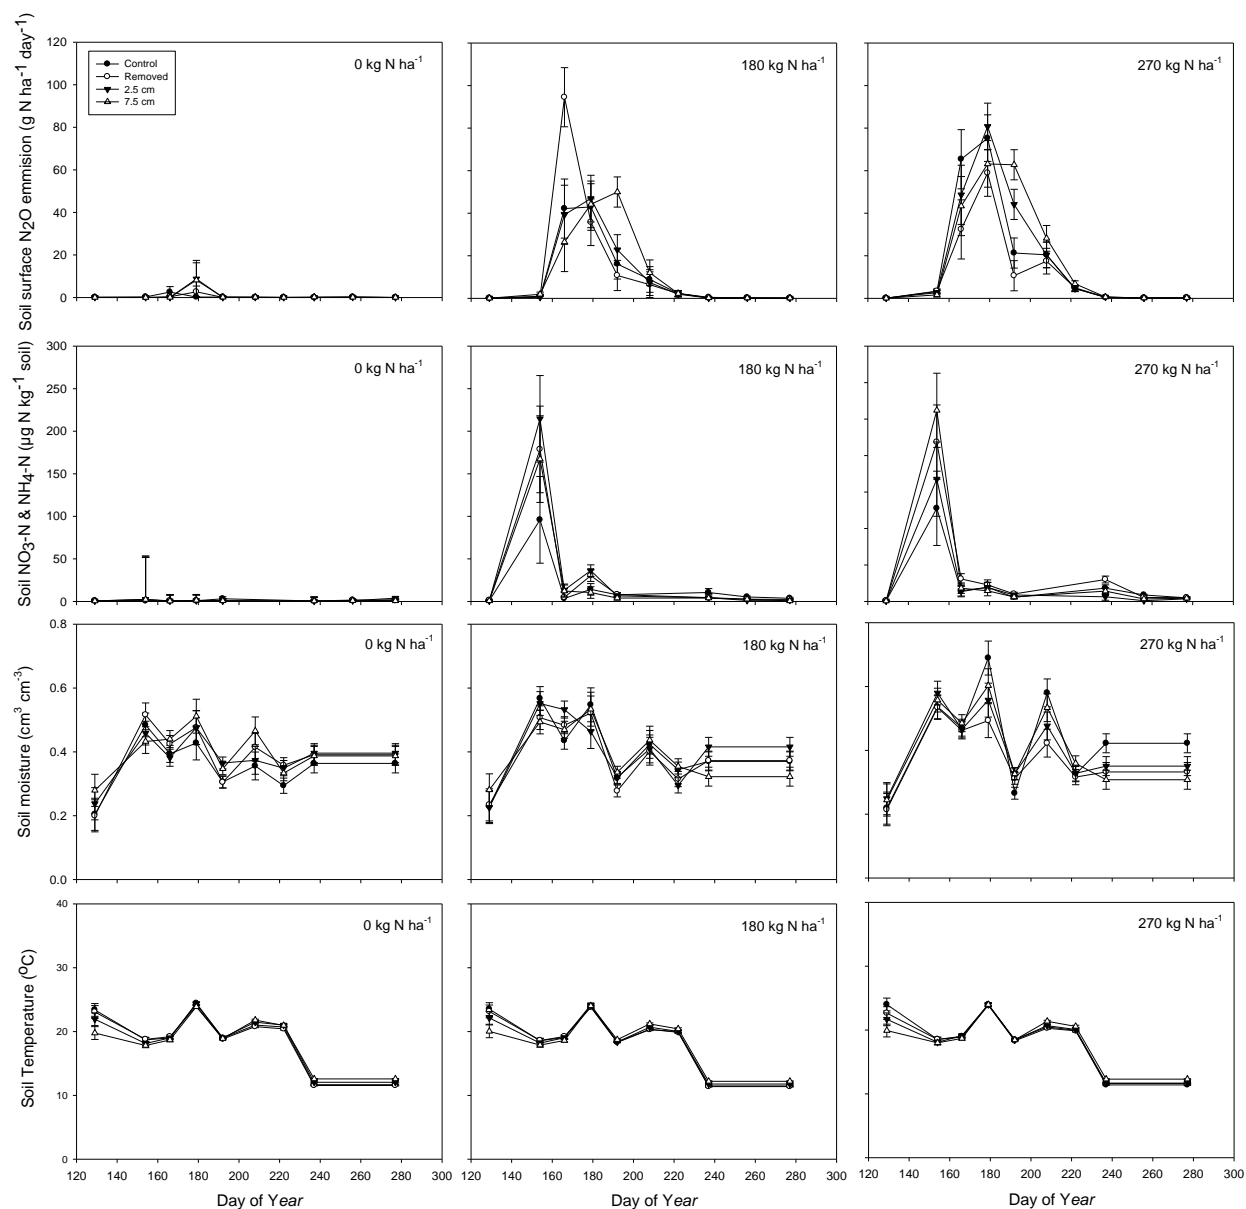 Soil surface N2O emmision (g N ha-1 day-1)
120
100
80
60
40
20
0
Control
Removed
2.5 cm
7.5 cm
0 kg N ha-1
180 kg N ha-1
270 kg N ha-1
Soil NO3-N & NH4-N (µg N kg-1 soil)
300
250
200
150
100
50
0
0 kg N ha-1
180 kg N ha-1
270 kg N ha-1
Soil moisture (cm3 cm-3)
0.8
0.6
0.4
0.2
0.0
0 kg N ha-1
180 kg N ha-1
270 kg N ha-1
Soil Temperature (oC)
40
30
20
10
0
0 kg N ha-1
180 kg N ha-1
270 kg N ha-1
120 140 160 180 200 220 240 260 280 300
120 140 160 180 200 220 240 260 280 300
120 140 160 180 200 220 240 260 280 300
Day of Year
Day of Year
Day of Year